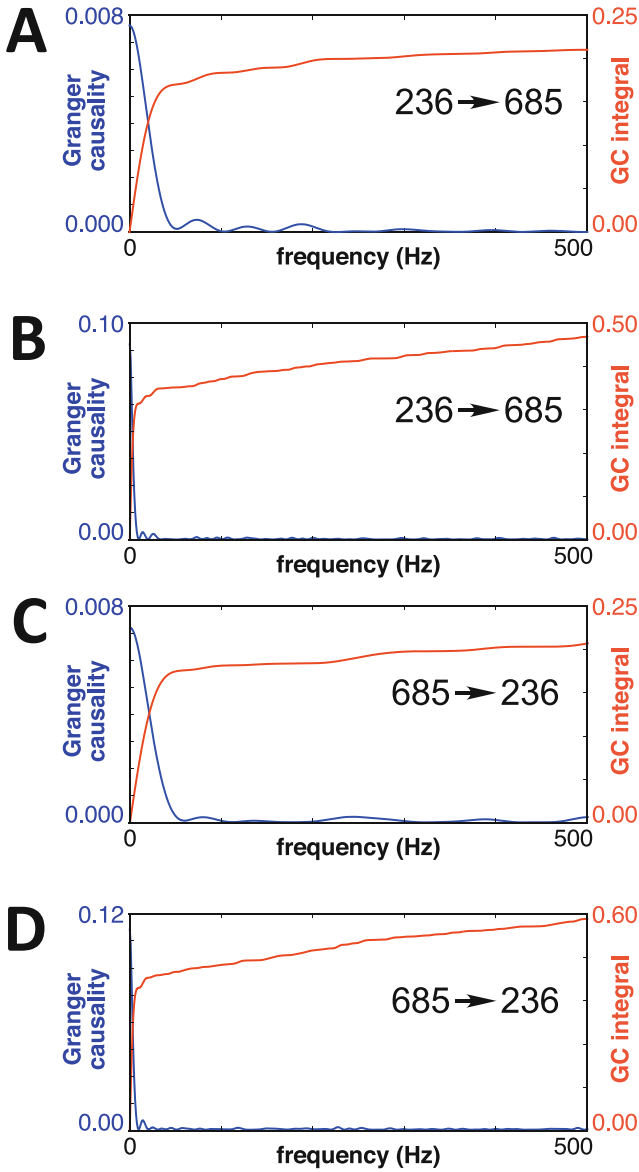 A
0.008
0.25
Granger
causality
GC integral
236 → 685
0.000
0.00
0
500
frequency (Hz)
B
0.10
0.50
Granger
causality
GC integral
236 → 685
0.00
0.00
0
500
frequency (Hz)
C
0.008
0.25
Granger
causality
GC integral
685 → 236
0.000
0.00
0
500
frequency (Hz)
D
0.12
0.60
Granger
causality
GC integral
685 → 236
0.00
0.00
0
500
frequency (Hz)